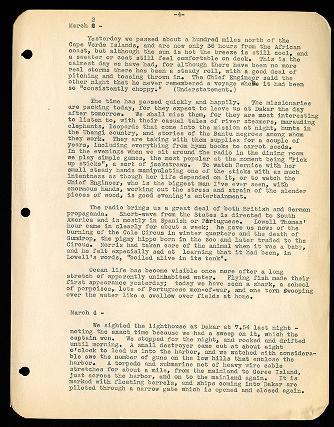 -4-
3
March 2 -
Yesterday we passed about a hundred miles north of the
Cape Verde Islands, and are now only 36 hours from the African
coast, but although the sun is hot the breeze is still cool, and
a sweater or coat still feel comfortable on deck. This is the
calmest day we have had, for although there have been no more
real storms there has been a steady roll, with a good deal of
pitching and tossing thrown in. The Chief Engineer said the
other night that he never remembered a voyage where it had been
so "consistently choppy." (Understatement.)
The time has passed quickly and happily. The missionaries
are packing today, for they expect to leave us at Dakar the day
after tomorrow. We shall miss them, for they are most interesting
to listen to, with their casual tales of river steamers, marauding
elephants, leopards that come into the mission at night, hunts in
the Ubangi country, and stories of the Bantu negroes among whom
they work. They are taking out enough supplies for a couple of
years, including everything from hymn books to carrot seeds.
In the evenings when we sit around the radio in the dining room
we play simple games, the most popular at the moment being "Pick
up sticks", a sort of jackstraws. To watch Bernice with her
small steady hands manipulating one of the sticks with as much
intentness as though her life depended on it, or to watch the
Chief Engineer, who is the biggest man I've ever seen, with
enormous hands, working out the stress and strain of the slender
pieces of wood, is good evening's entertainment.
The radio brings us a great deal of both British and German
propaganda. Short-wave from the States is directed to South
America and is mostly in Spanish or Portuguese. Lowell Thomas'
hour came in clearly for about a week; he gave us news of the
burning of the Cole Circus in winter quarters and the death of
Gumdrop, the pigmy hippo born in the zoo and later traded to the
Circus. Norris had taken care of the animal when it was a baby,
and he felt especially sad at learning that it had been, in
Lowell's words, "boiled alive in its tank".
Ocean life has become visible once more after a long
stretch of apparently uninhabited water. Flying fish made their
first appearance yesterday; today we have seen a shark, a school
of porpoises, lots of Portuguese men-of-war, and one tern swooping
over the water like a swallow over fields at home.
March 4 -
We sighted the lighthouse at Dakar at 7.54 last night -
noting the exact time because we had a sweep on it, which the
captain won. We stopped for the night, and rocked and drifted
until morning. A small destroyer came out at about eight
o'clock to lead us into the harbor, and we watched with considera-
ble awe the number of guns in the low hills that enclose the
harbor. A torpedo and submarine net of heavy wire cable
stretches for about a mile, from the mainland to Goree Island,
just across the harbor, and on to the mainland again. It is
marked with floating barrels, and ships coming into Dakar are
piloted through a narrow gate which is opened and closed again.